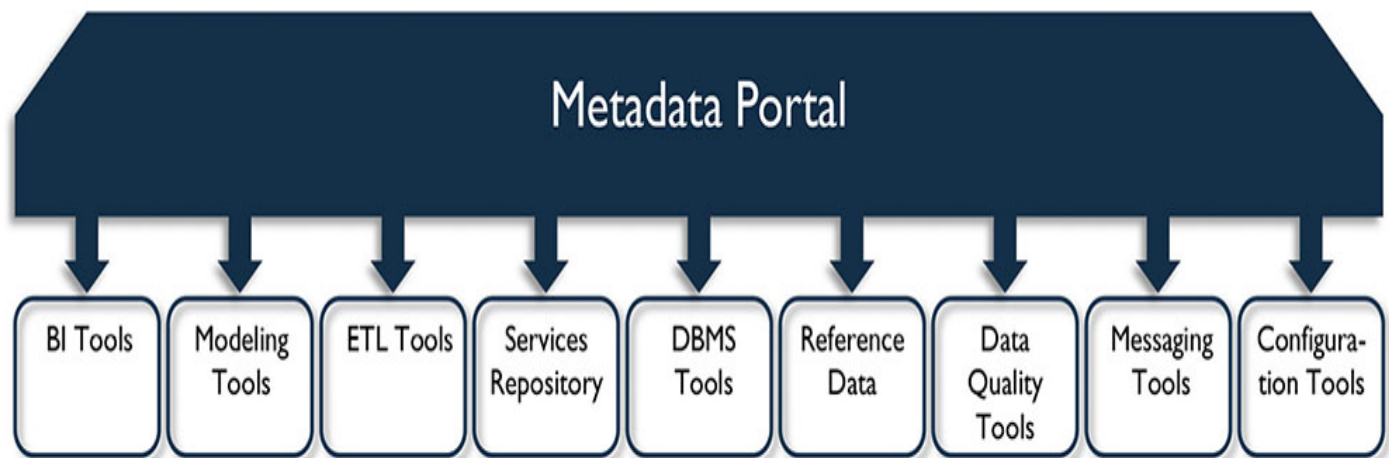 Metadata Portal
BI Tools
Modeling
Tools
ETL Tools
Services
Repository
DBMS
Tools
Reference
Data
Data
Quality
Tools
Messaging
Tools
Configura-
tion Tools